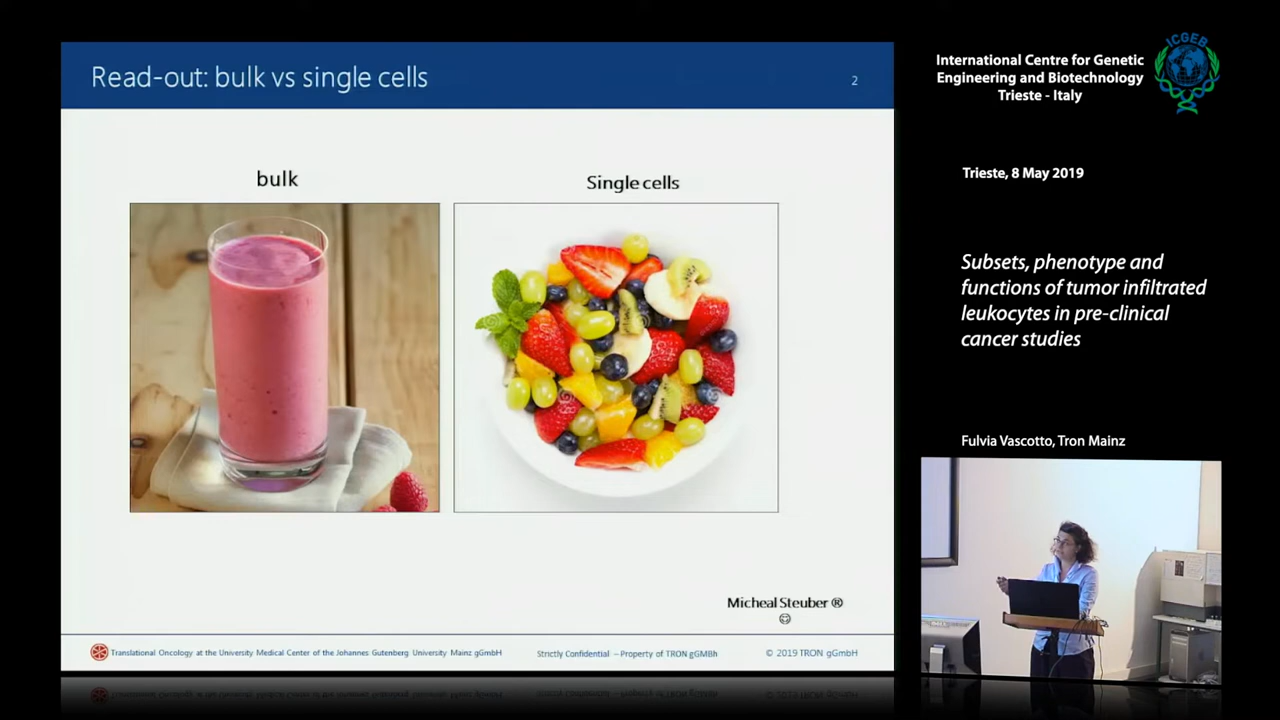 Read-out: bulk vs single cells
2
bulk
Single cells
Micheal Steuber ®
Translational Oncology at the University Medical Center of the Johannes Gutenberg University Mainz gGmbH
Strictly Confidential – Property of TRON gGMBh
© 2019 TRON gGmbH
International Centre for Genetic
Engineering and Biotechnology
Trieste - Italy
ICGEB
Trieste, 8 May 2019
Subsets, phenotype and
functions of tumor infiltrated
leukocytes in pre-clinical
cancer studies
Fulvia Vascotto, Tron Mainz